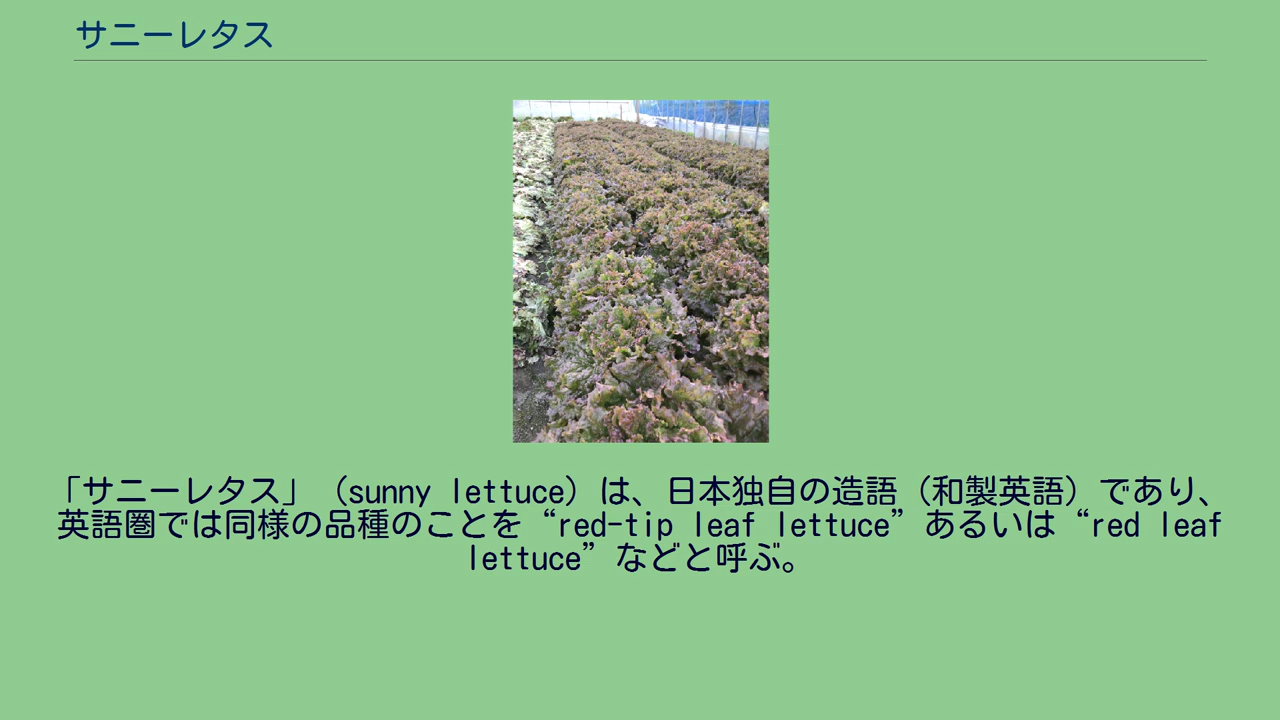 サニーレタス
「サニーレタス」（sunny lettuce）は、日本独自の造語（和製英語）であり、
英語圏では同様の品種のことを“red-tip leaf lettuce”あるいは“red leaf
lettuce”などと呼ぶ。